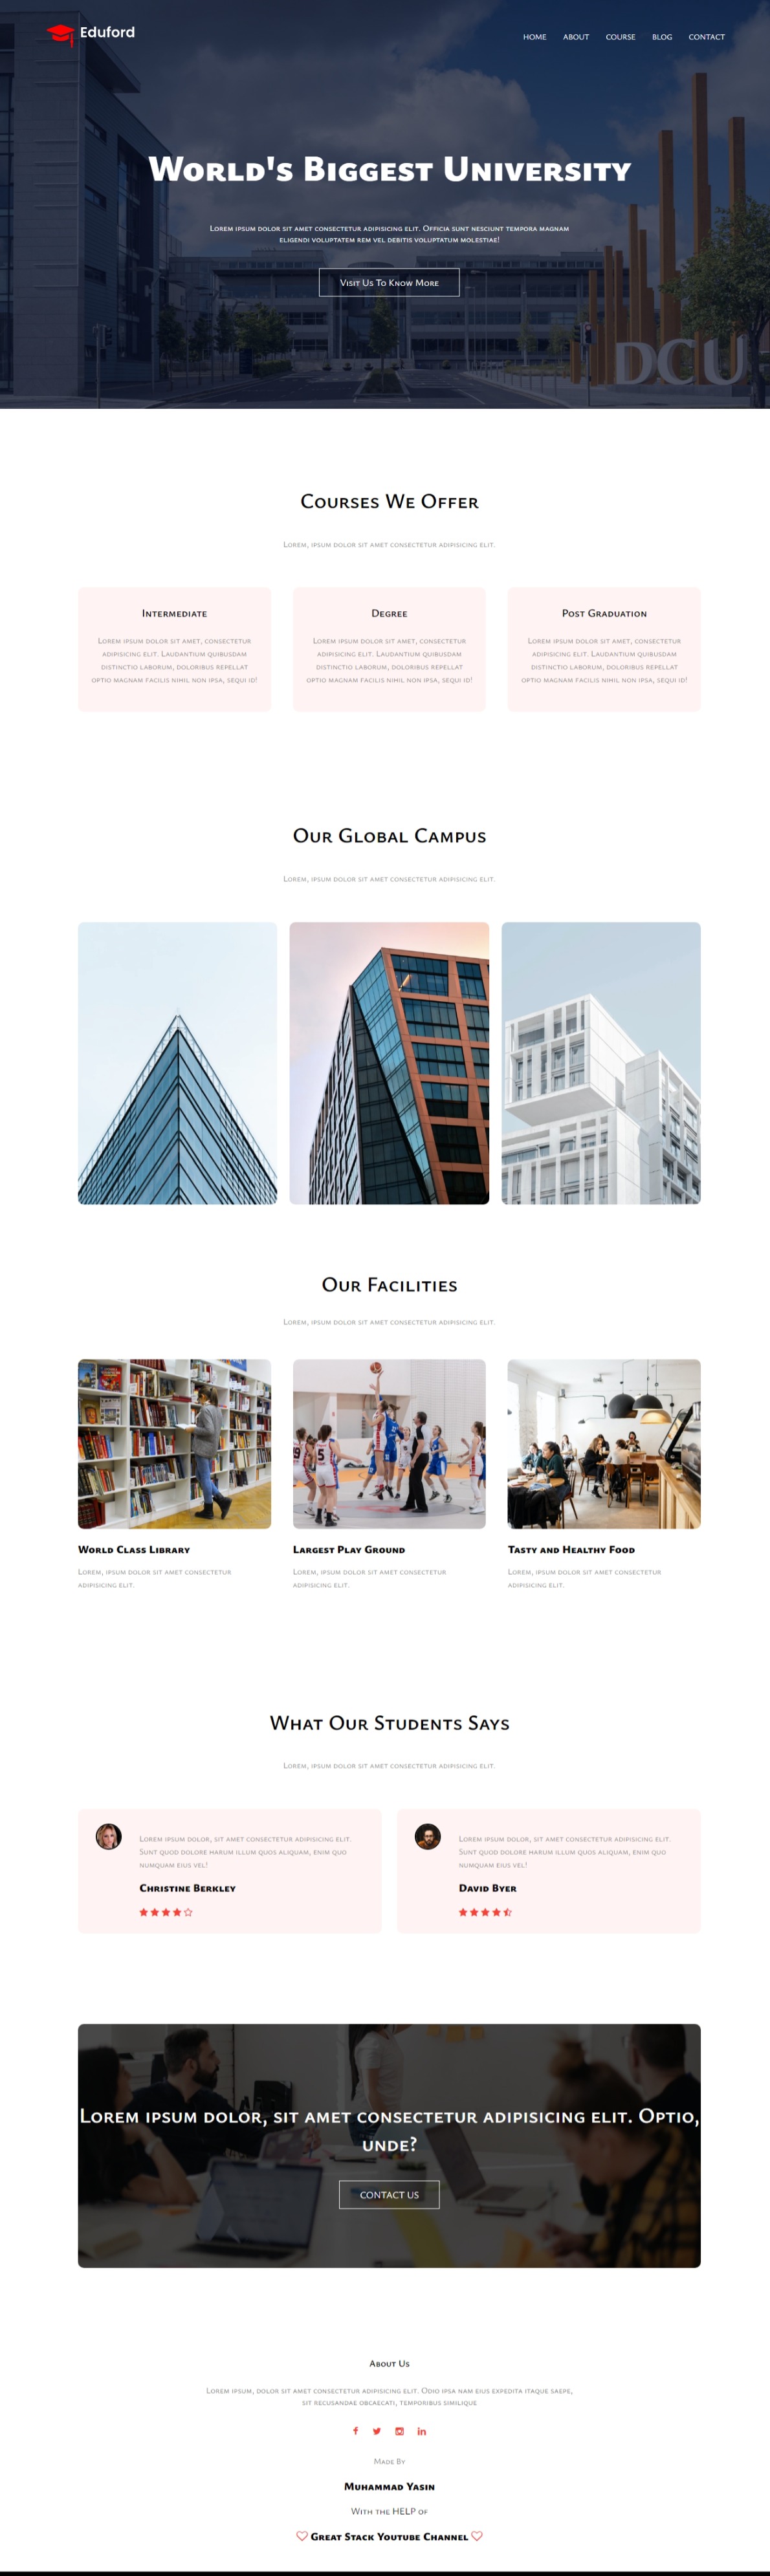 Eduford
HOME ABOUT COURSE BLOG CONTACT
World's Biggest University
Lorem ipsum dolor sit amet consectetur adipisicing elit. Officia sunt nesciunt tempora magnam
eligendi voluptatem rem vel debitis voluptatum molestiae!
Visit Us To Know More
DCU
Courses We Offer
Lorem, ipsum dolor sit amet consectetur adipisicing elit.
Intermediate
Lorem ipsum dolor sit amet, consectetur
adipisicing elit. Laudantium quibusdam
distinctio laborum, doloribus repellat
optio magnam facilis nihil non ipsa, sequi id!
Degree
Lorem ipsum dolor sit amet, consectetur
adipisicing elit. Laudantium quibusdam
distinctio laborum, doloribus repellat
optio magnam facilis nihil non ipsa, sequi id!
Post Graduation
Lorem ipsum dolor sit amet, consectetur
adipisicing elit. Laudantium quibusdam
distinctio laborum, doloribus repellat
optio magnam facilis nihil non ipsa, sequi id!
Our Global Campus
Lorem, ipsum dolor sit amet consectetur adipisicing elit.
Our Facilities
Lorem, ipsum dolor sit amet consectetur adipisicing elit.
World Class Library
Lorem, ipsum dolor sit amet consectetur
adipisicing elit.
Largest Play Ground
Lorem, ipsum dolor sit amet consectetur
adipisicing elit.
Tasty and Healthy Food
Lorem, ipsum dolor sit amet consectetur
adipisicing elit.
What Our Students Says
Lorem, ipsum dolor sit amet consectetur adipisicing elit.
Lorem ipsum dolor, sit amet consectetur adipisicing elit.
Sunt quod dolore harum illum quos aliquam, enim quo
numquam eius vel!
Christine Berkley
Lorem ipsum dolor, sit amet consectetur adipisicing elit.
Sunt quod dolore harum illum quos aliquam, enim quo
numquam eius vel!
David Byer
Lorem ipsum dolor, sit amet consectetur adipisicing elit. Optio,
unde?
CONTACT US
About Us
Lorem ipsum, dolor sit amet consectetur adipisicing elit. Odio ipsa nam eius expedita itaque saepe,
sit recusandae obcaecati, temporibus similique
Made By
Muhammad Yasin
With the HELP of
Great Stack Youtube Channel